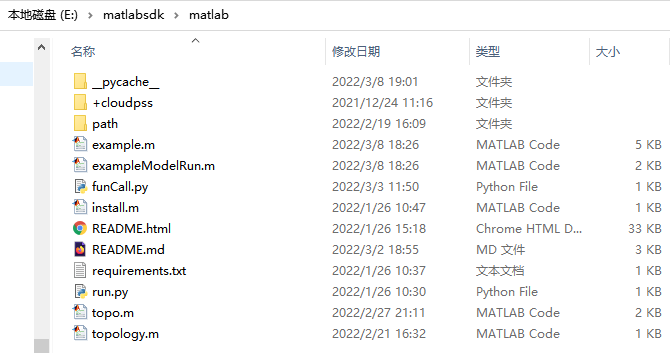 本地磁盘 (E:) › matlabsdk › matlab
名称 修改日期 类型 大小
__pycache__ 2022/3/8 19:01 文件夹
+cloudpss 2021/12/24 11:16 文件夹
path 2022/2/19 16:09 文件夹
example.m 2022/3/8 18:26 MATLAB Code 5 KB
exampleModelRun.m 2022/3/8 18:26 MATLAB Code 2 KB
funCall.py 2022/3/3 11:50 Python File 1 KB
install.m 2022/1/26 10:47 MATLAB Code 1 KB
README.html 2022/1/26 15:18 Chrome HTML D... 33 KB
README.md 2022/3/2 18:55 MD 文件 3 KB
requirements.txt 2022/1/26 10:37 文本文档 1 KB
run.py 2022/1/26 10:30 Python File 1 KB
topo.m 2022/2/27 21:11 MATLAB Code 2 KB
topology.m 2022/2/21 16:32 MATLAB Code 1 KB